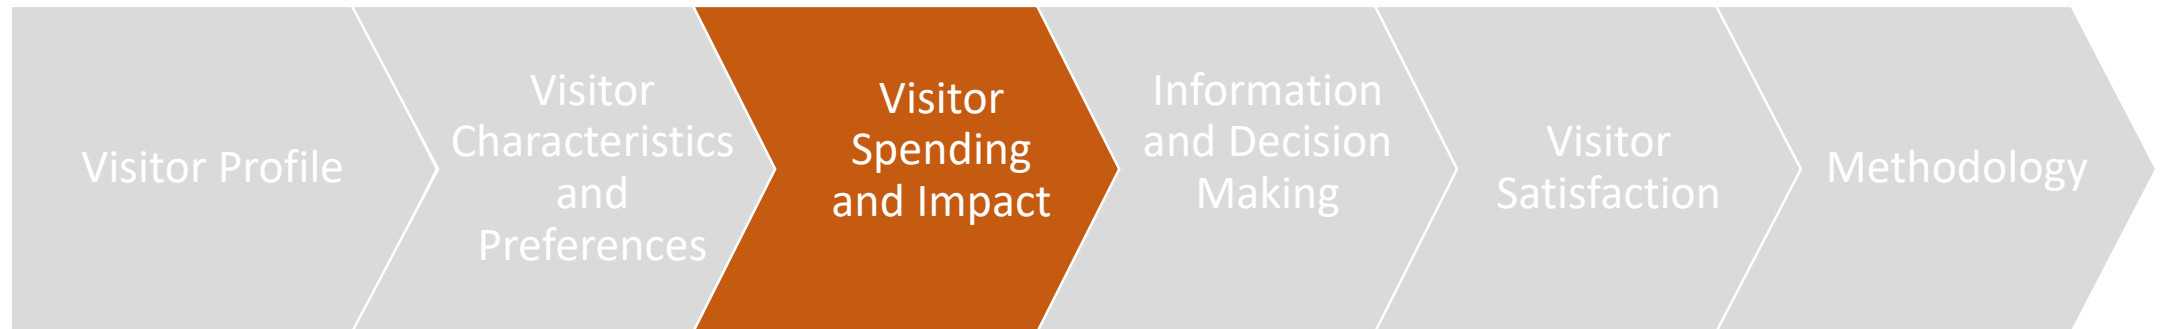 Visitor Profile
Visitor
Characteristics
and
Preferences
Visitor
Spending
and Impact
Information
and Decision
Making
Visitor
Satisfaction
Methodology